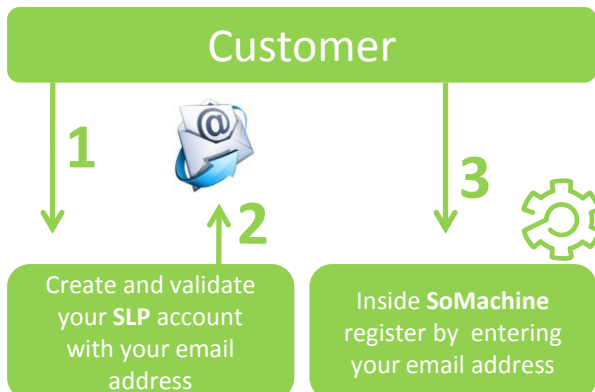 Customer
1
@
3
2
Create and validate
your SLP account
with your email
address
Inside SoMachine
register by entering
your email address